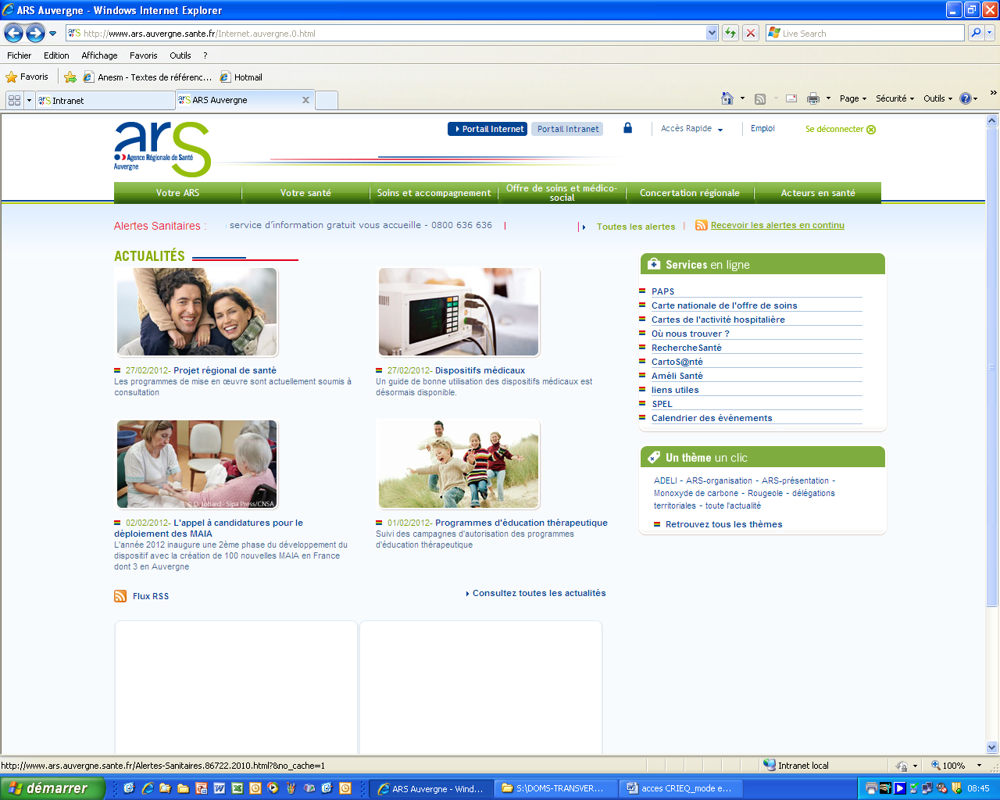 ARS Auvergne - Windows Internet Explorer
http://www.ars.auvergne.sante.fr/Internet.auvergne.0.html
Live Search
Fichier Edition Affichage Favoris Outils ?
Favoris Anesm - Textes de référenc... Hotmail
Intranet ARS Auvergne Page Sécurité Outils »
ars
Agence Régionale de Santé
Auvergne
Portail Internet Portail Intranet Accès Rapide Emploi Se déconnecter
Votre ARS Votre santé Soins et accompagnement Offre de soins et médico-
social Concertation régionale Acteurs en santé
Alertes Sanitaires : service d'information gratuit vous accueille - 0800 636 636 | Toutes les alertes | Recevoir les alertes en continu
ACTUALITÉS
27/02/2012- Projet régional de santé
Les programmes de mise en œuvre sont actuellement soumis à
consultation
27/02/2012- Dispositifs médicaux
Un guide de bonne utilisation des dispositifs médicaux est
désormais disponible.
© D. Jobard - Sipa Press/CNSA
02/02/2012- L'appel à candidatures pour le
déploiement des MAIA
L'année 2012 inaugure une 2ème phase du développement du
dispositif avec la création de 100 nouvelles MAIA en France
dont 3 en Auvergne
01/02/2012- Programmes d'éducation thérapeutique
Suivi des campagnes d'autorisation des programmes
d'éducation thérapeutique
Flux RSS
Consultez toutes les actualités
Services en ligne
PAPS
Carte nationale de l'offre de soins
Cartes de l'activité hospitalière
Où nous trouver ?
RechercheSanté
CartoS@nté
Améli Santé
liens utiles
SPEL
Calendrier des événements
Un thème un clic
ADELI - ARS-organisation - ARS-présentation -
Monoxyde de carbone - Rougeole - délégations
territoriales - toute l'actualité
Retrouvez tous les thèmes
http://www.ars.auvergne.sante.fr/Alertes-Sanitaires.86722.2010.html?&no_cache=1 Intranet local 100%
démarrer ARS Auvergne - Wind... S:\DOMS-TRANSVER... acces CRIEQ_mode e... 08:45